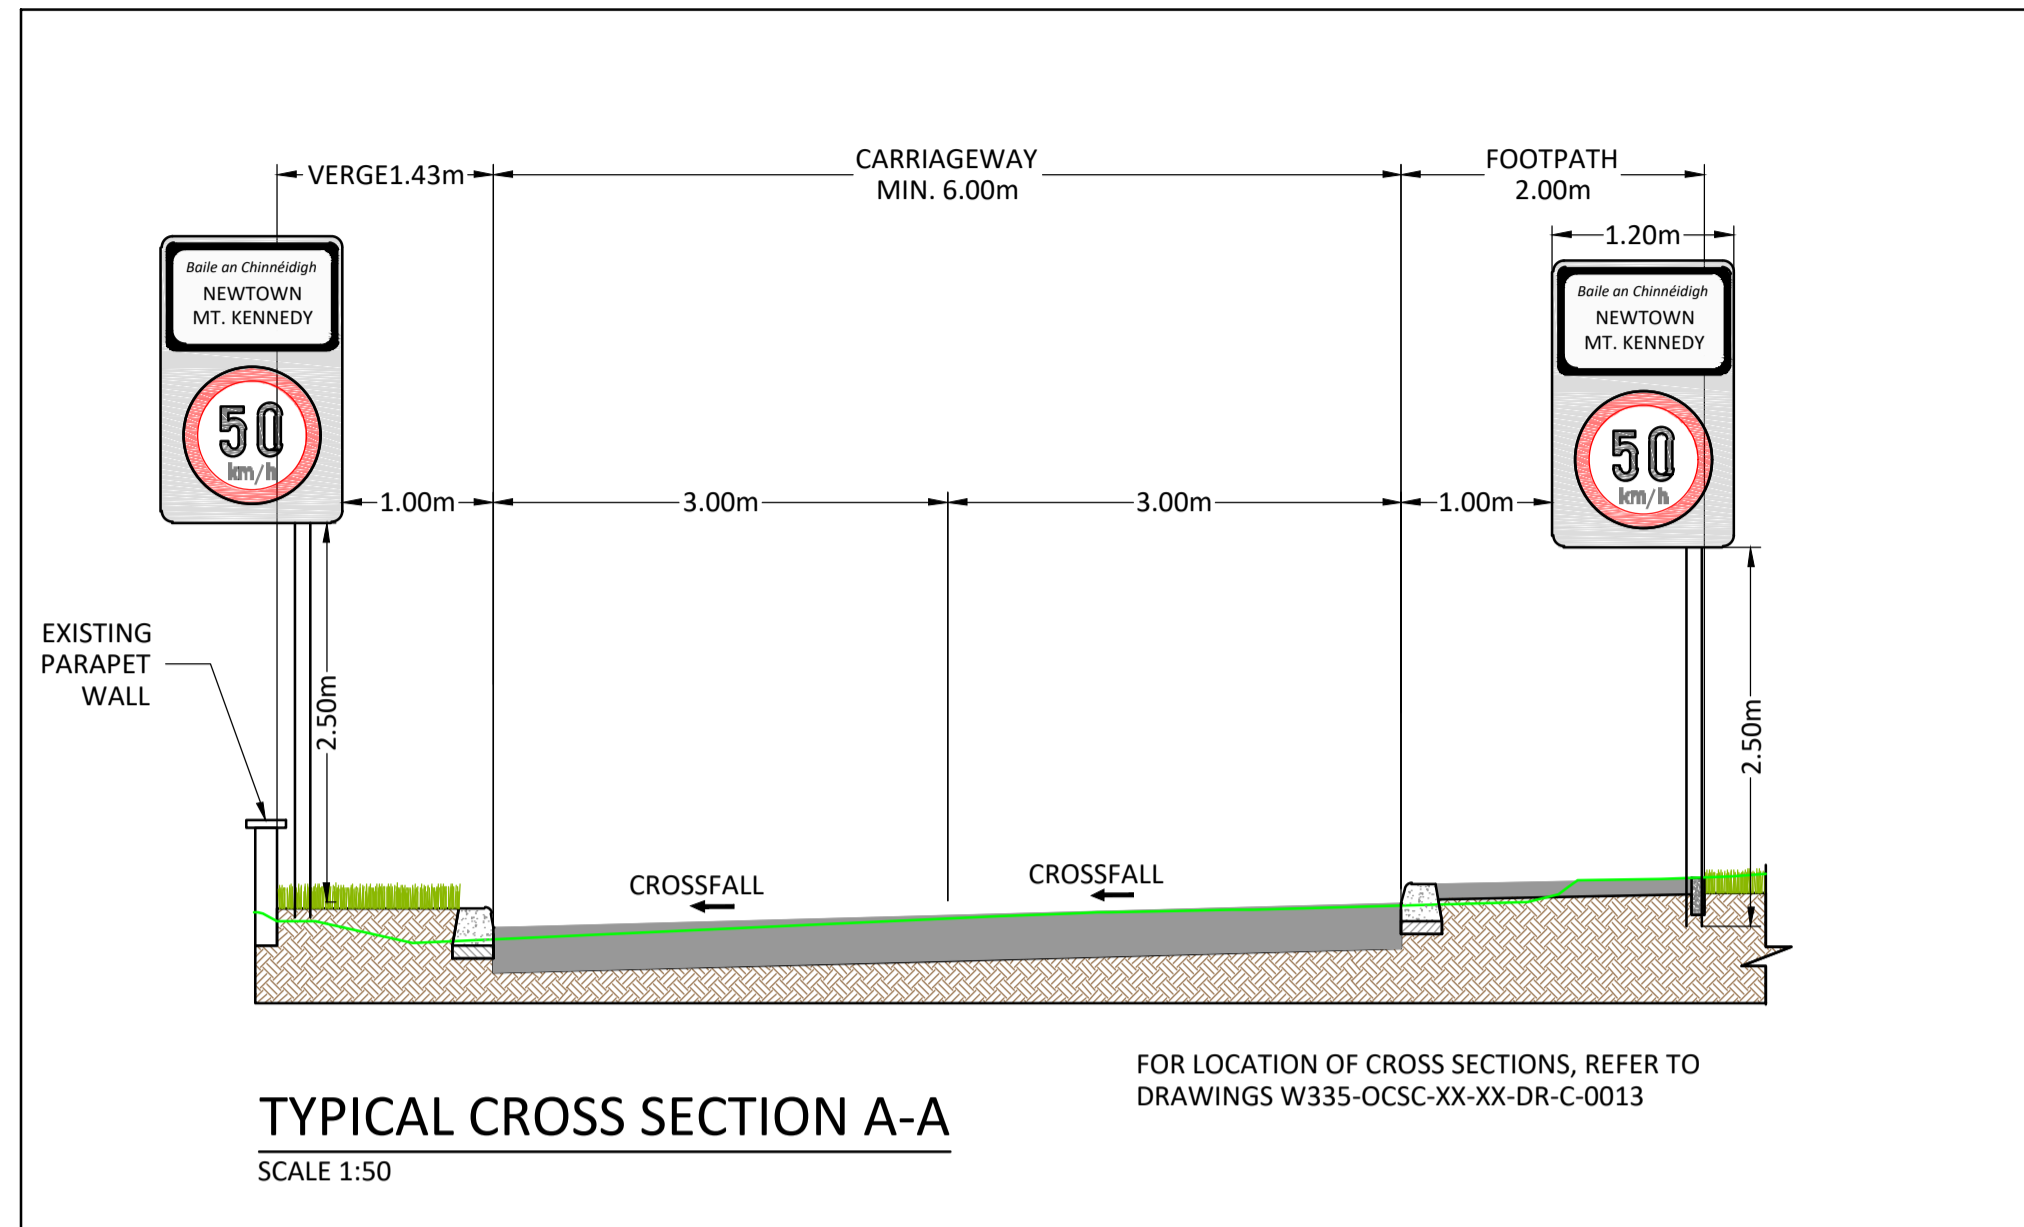 VERGE1.43m
CARRIAGEWAY
MIN. 6.00m
FOOTPATH
2.00m
1.20m
Baile an Chinnéidigh
NEWTOWN
MT. KENNEDY
50
km/h
Baile an Chinnéidigh
NEWTOWN
MT. KENNEDY
50
km/h
1.00m
3.00m
3.00m
1.00m
EXISTING
PARAPET
WALL
2.50m
2.50m
CROSSFALL
CROSSFALL
FOR LOCATION OF CROSS SECTIONS, REFER TO
DRAWINGS W335-OCSC-XX-XX-DR-C-0013
TYPICAL CROSS SECTION A-A
SCALE 1:50